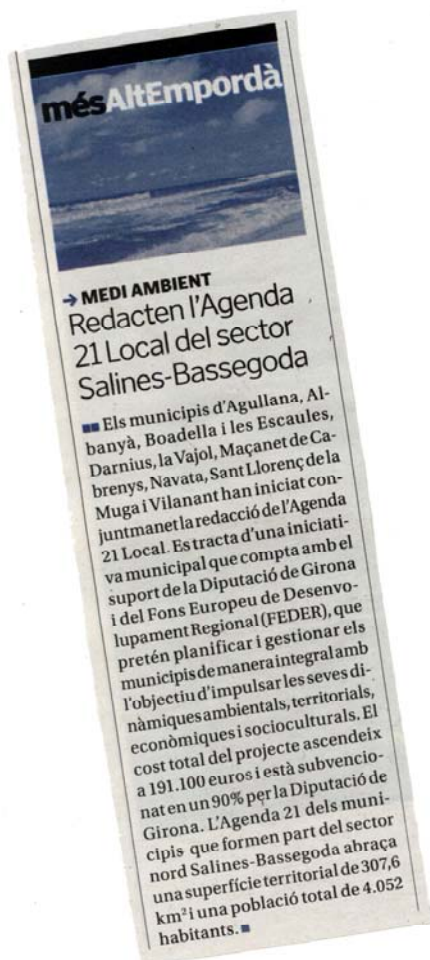 mésAltEmpordà
→ MEDI AMBIENT
Redacten l'Agenda
21 Local del sector
Salines-Bassegoda
Els municipis d'Agullana, Al-
banyà, Boadella i les Escaules,
Darnius, la Vajol, Maçanet de Ca-
brenys, Navata, Sant Llorenç de la
Muga i Vilanant han iniciat con-
juntmanet la redacció de l'Agenda
21 Local. Es tracta d'una iniciati-
va municipal que compta amb el
suport de la Diputació de Girona
i del Fons Europeu de Desenvo-
lupament Regional (FEDER), que
pretén planificar i gestionar els
municipis de manera integral amb
l'objectiu d'impulsar les seves di-
nàmiques ambientals, territorials,
econòmiques i socioculturals. El
cost total del projecte ascendeix
a 191.100 euros i està subvencio-
nat en un 90% per la Diputació de
Girona. L'Agenda 21 dels muni-
cipis que formen part del sector
nord Salines-Bassegoda abraça
una superfície territorial de 307,6
km² i una població total de 4.052
habitants.